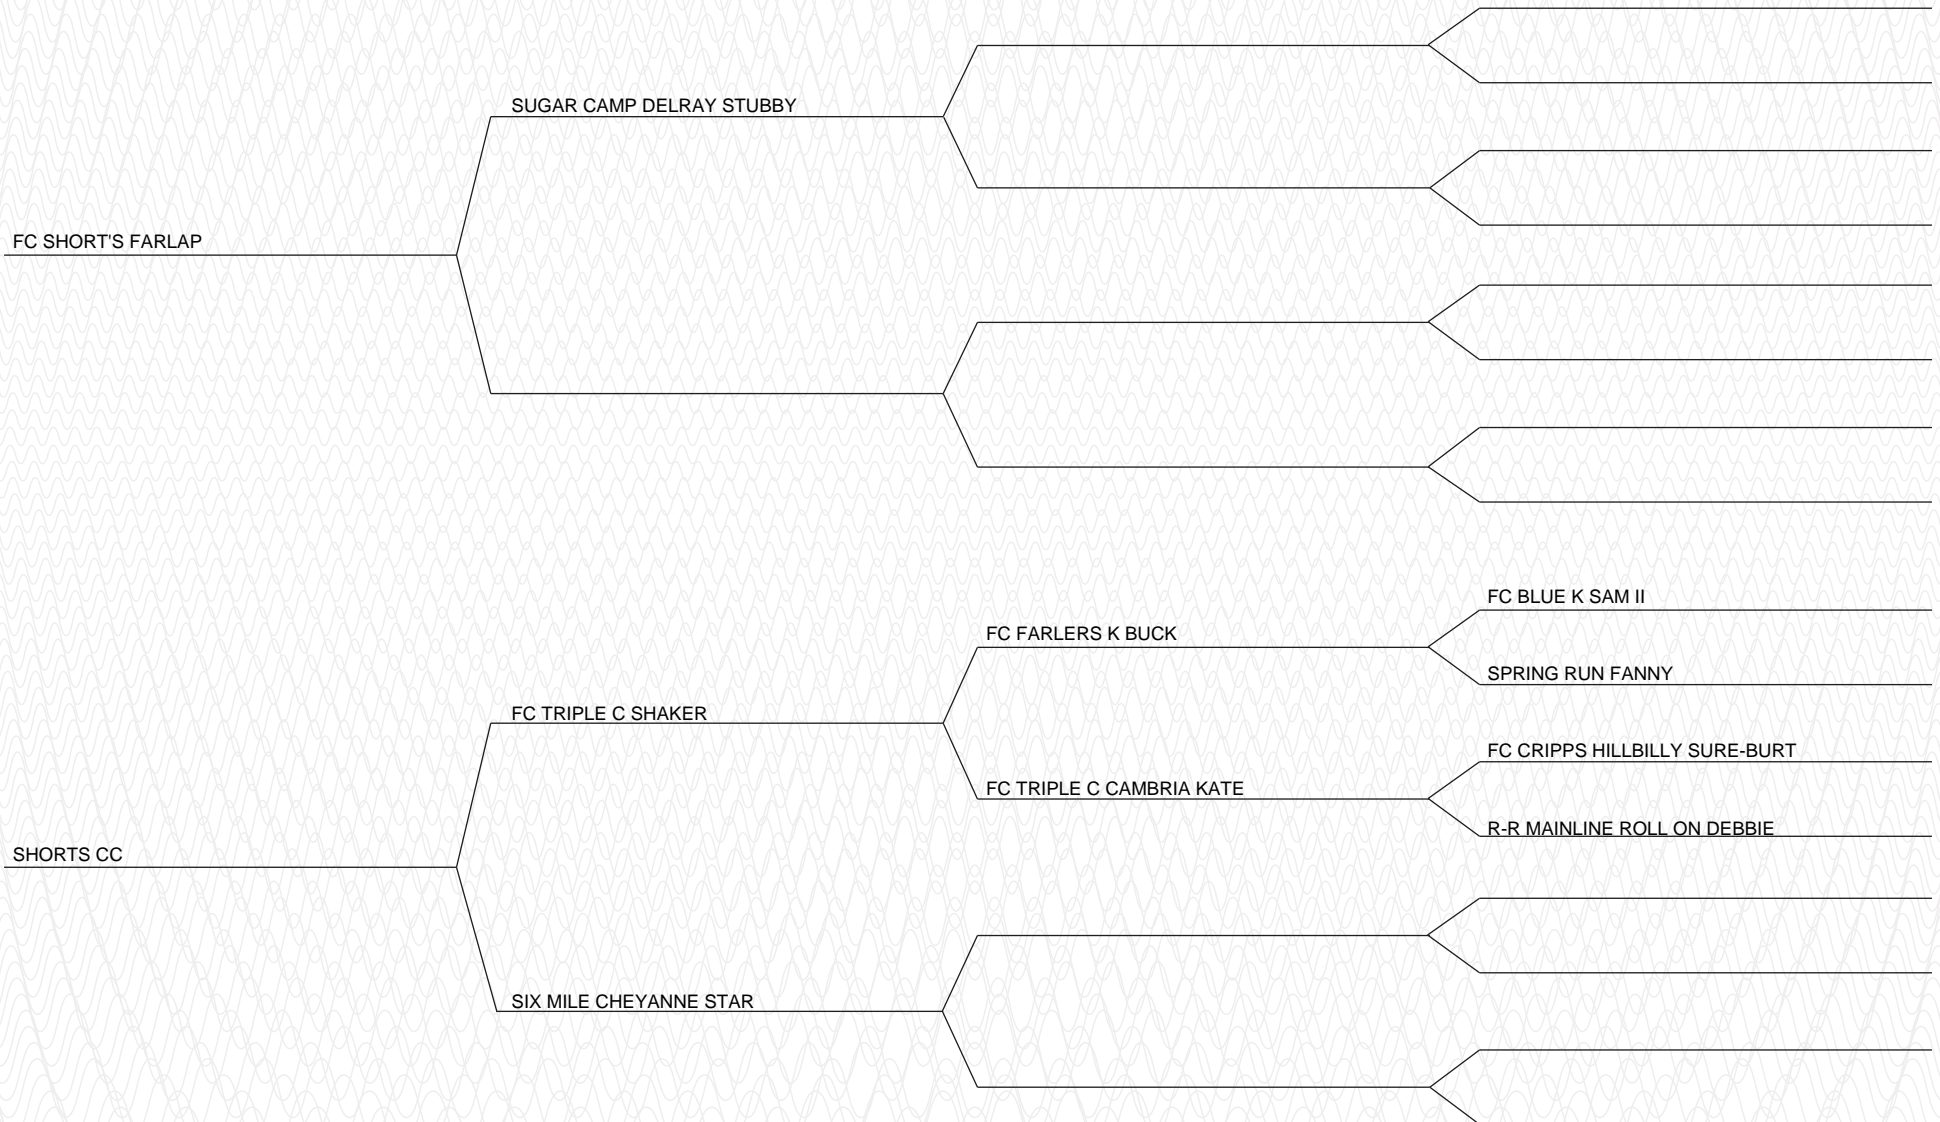 SUGAR CAMP DELRAY STUBBY
FC SHORT'S FARLAP
FC BLUE K SAM II
FC FARLERS K BUCK
SPRING RUN FANNY
FC TRIPLE C SHAKER
FC CRIPPS HILLBILLY SURE-BURT
FC TRIPLE C CAMBRIA KATE
R-R MAINLINE ROLL ON DEBBIE
SHORTS CC
SIX MILE CHEYANNE STAR